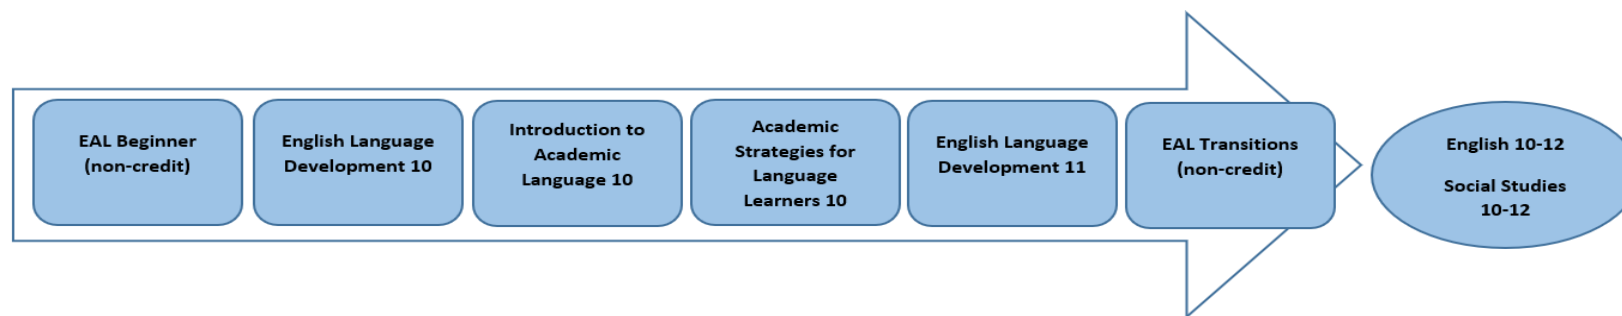 EAL Beginner
(non-credit)
English Language
Development 10
Introduction to
Academic
Language 10
Academic
Strategies for
Language
Learners 10
English Language
Development 11
EAL Transitions
(non-credit)
English 10-12
Social Studies
10-12